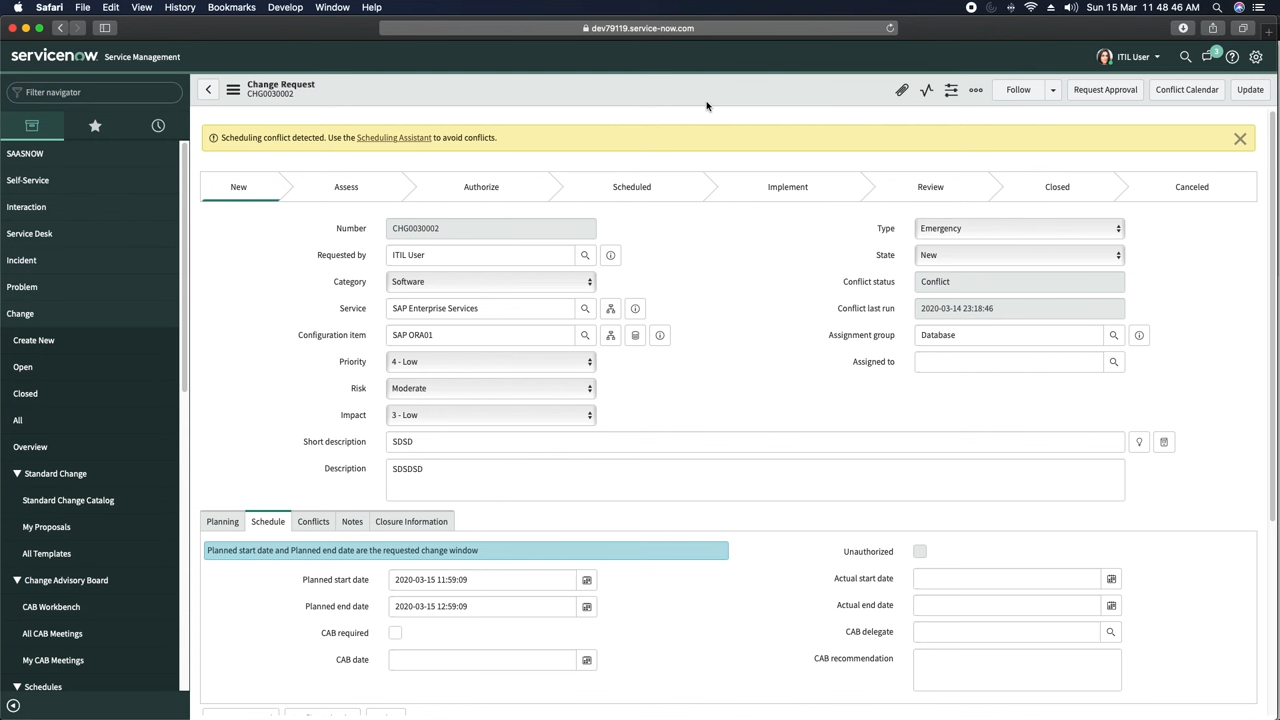 Safari File Edit View History Bookmarks Develop Window Help
Sun 15 Mar 11:48:46 AM
dev79119.service-now.com
servicenow Service Management
ITIL User
3
Filter navigator
Change Request
CHG0030002
Follow
Request Approval
Conflict Calendar
Update
SAASNOW
Self-Service
Interaction
Service Desk
Incident
Problem
Change
Create New
Open
Closed
All
Overview
Standard Change
Standard Change Catalog
My Proposals
All Templates
Change Advisory Board
CAB Workbench
All CAB Meetings
My CAB Meetings
Schedules
Scheduling conflict detected. Use the Scheduling Assistant to avoid conflicts.
New Assess Authorize Scheduled Implement Review Closed Canceled
Number CHG0030002
Requested by ITIL User
Category Software
Service SAP Enterprise Services
Configuration item SAP ORA01
Priority 4 - Low
Risk Moderate
Impact 3 - Low
Type Emergency
State New
Conflict status Conflict
Conflict last run 2020-03-14 23:18:46
Assignment group Database
Assigned to
Short description SDSD
Description SDSDSD
Planning Schedule Conflicts Notes Closure Information
Planned start date and Planned end date are the requested change window
Planned start date 2020-03-15 11:59:09
Planned end date 2020-03-15 12:59:09
CAB required
CAB date
Unauthorized
Actual start date
Actual end date
CAB delegate
CAB recommendation